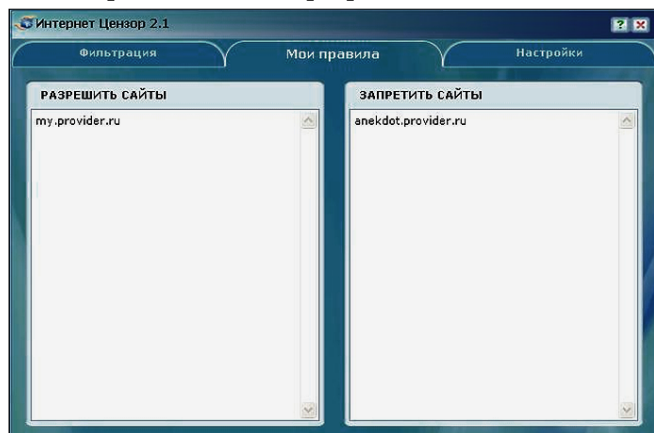 Интернет Цензор 2.1
Фильтрация
Мои правила
Настройки
РАЗРЕШИТЬ САЙТЫ
my.provider.ru
ЗАПРЕТИТЬ САЙТЫ
anekdot.provider.ru